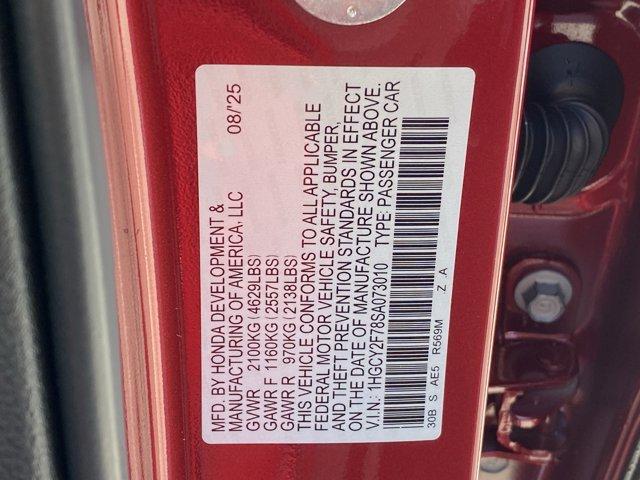 MFD. BY HONDA DEVELOPMENT &
MANUFACTURING OF AMERICA, LLC 08/'25
GVWR 2100KG (4629LBS)
GAWR F 1160KG (2557LBS)
GAWR R 970KG (2138LBS)
THIS VEHICLE CONFORMS TO ALL APPLICABLE
FEDERAL MOTOR VEHICLE SAFETY, BUMPER,
AND THEFT PREVENTION STANDARDS IN EFFECT
ON THE DATE OF MANUFACTURE SHOWN ABOVE.
V.I.N.: 1HGCY2F78SA073010 TYPE: PASSENGER CAR
30B S AE5 R569M Z A